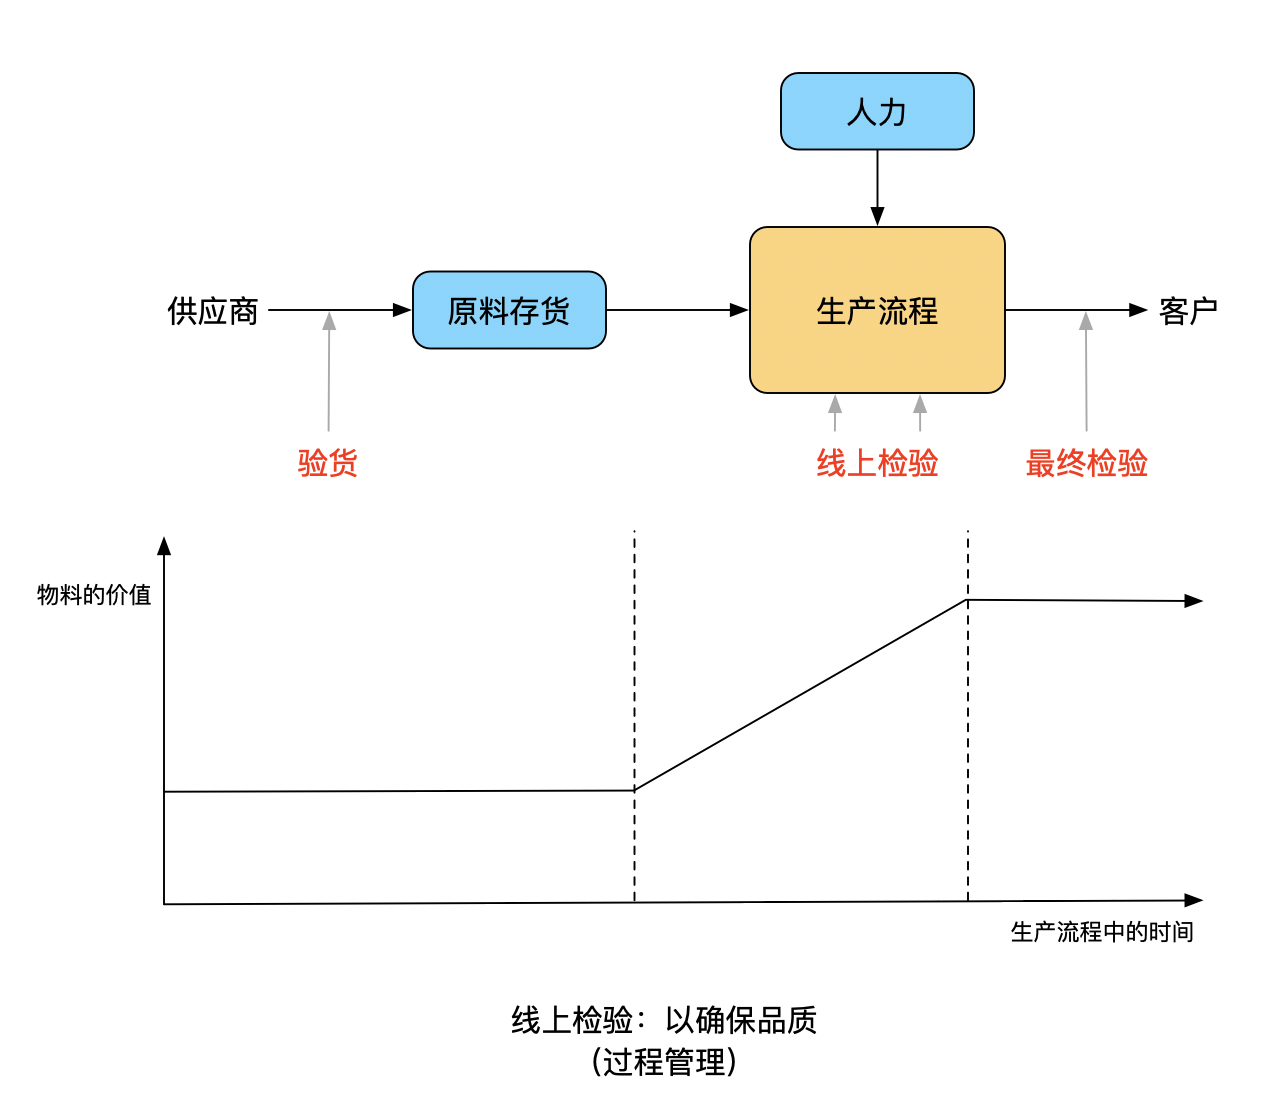 人力
供应商
原料存货
生产流程
客户
验货
线上检验
最终检验
物料的价值
生产流程中的时间
线上检验：以确保品质
（过程管理）